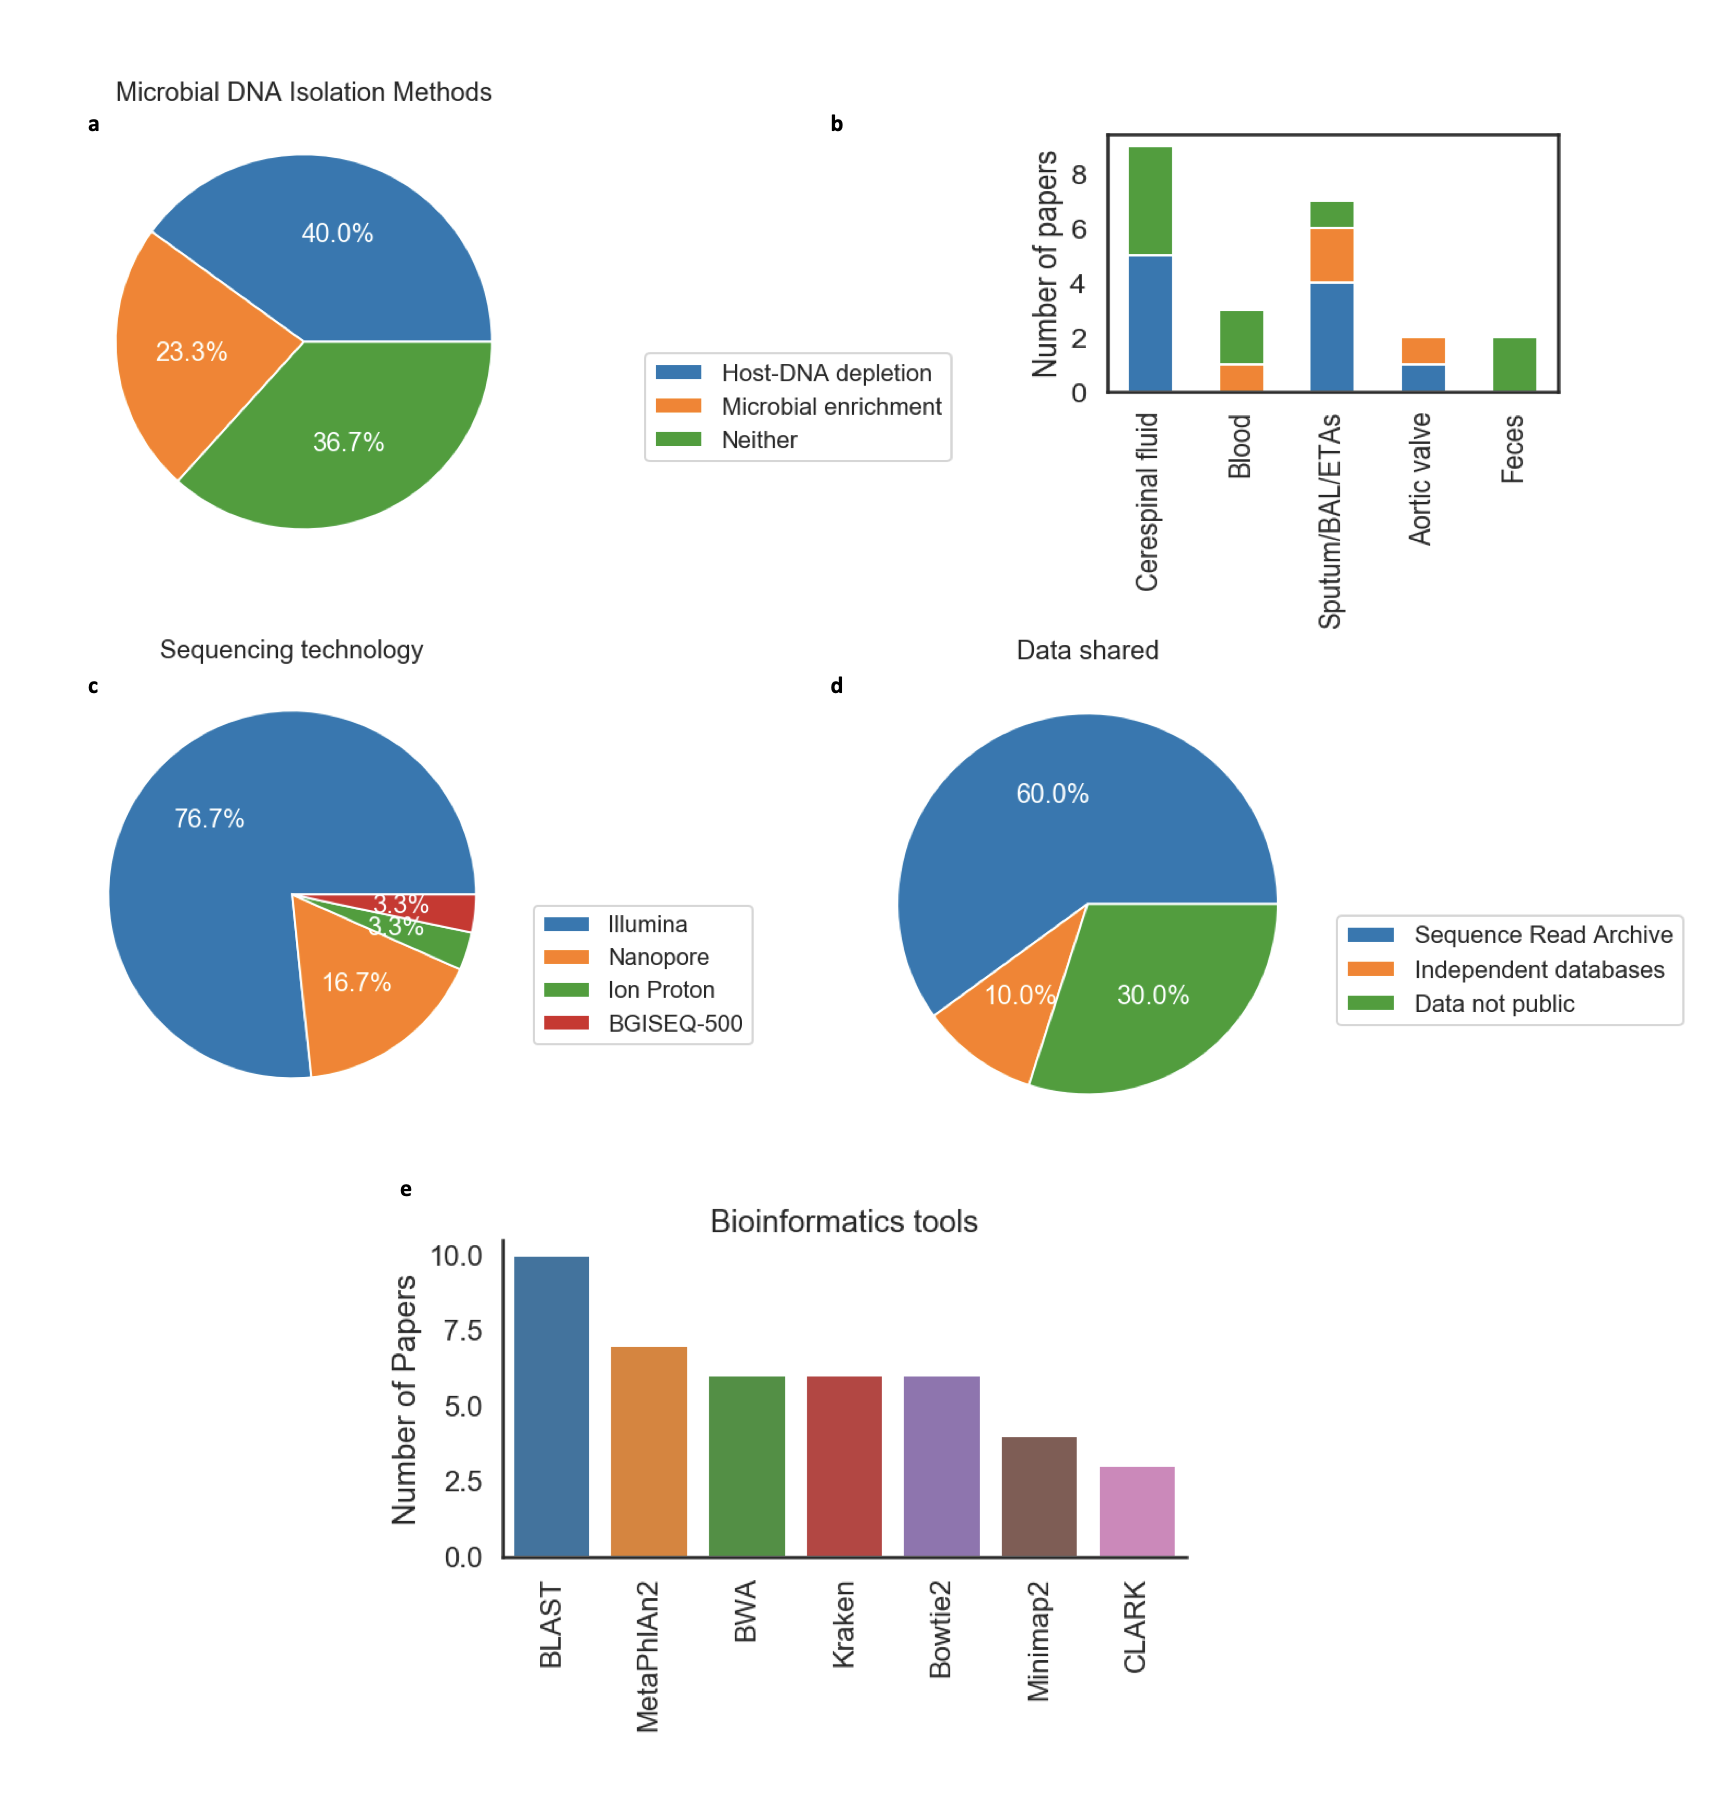 Microbial DNA Isolation Methods
a
40.0%
23.3%
36.7%
Host-DNA depletion
Microbial enrichment
Neither
b
Number of papers
8
6
4
2
0
Cerespinal fluid
Blood
Sputum/BAL/ETAs
Aortic valve
Feces
Sequencing technology
c
76.7%
3.3%
3.3%
16.7%
Illumina
Nanopore
Ion Proton
BGISEQ-500
Data shared
d
60.0%
10.0%
30.0%
Sequence Read Archive
Independent databases
Data not public
e
Bioinformatics tools
Number of Papers
10.0
7.5
5.0
2.5
0.0
BLAST
MetaPhlAn2
BWA
Kraken
Bowtie2
Minimap2
CLARK